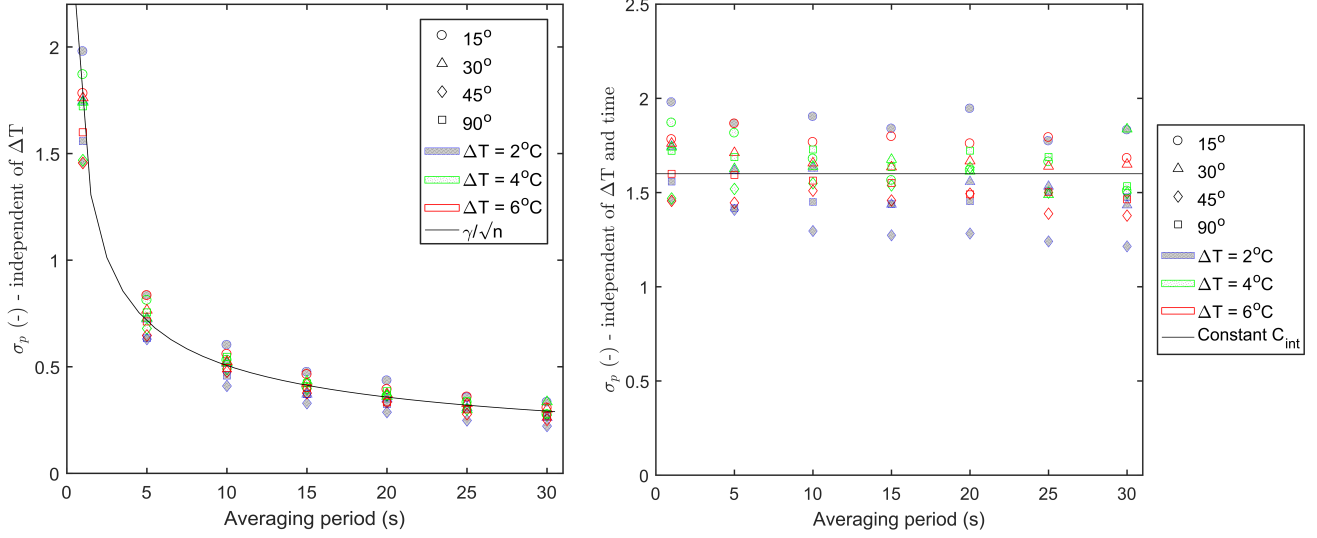 σp (-) - independent of ΔT
2
1.5
1
0.5
0
0 5 10 15 20 25 30
Averaging period (s)
15o
30o
45o
90o
ΔT = 2oC
ΔT = 4oC
ΔT = 6oC
γ/√n
σp (-) - independent of ΔT and time
2.5
2
1.5
1
0.5
0
0 5 10 15 20 25 30
Averaging period (s)
15o
30o
45o
90o
ΔT = 2oC
ΔT = 4oC
ΔT = 6oC
Constant Cint